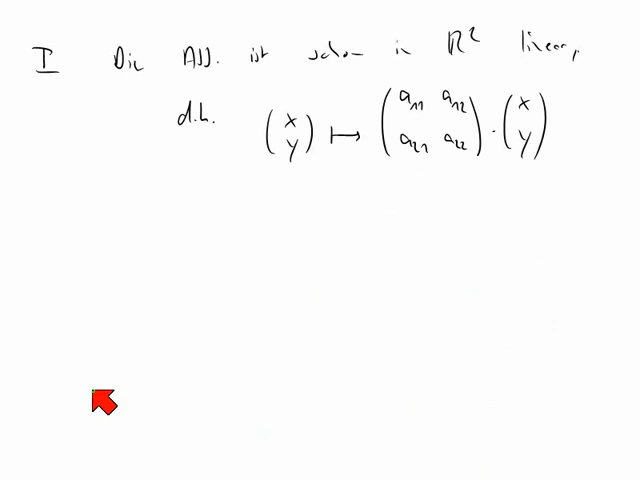 I Die Abb. ist schon in ℝ² linear,
d.h. (x y) ↦ (a₁₁ a₁₂ a₂₁ a₂₂) · (x y)